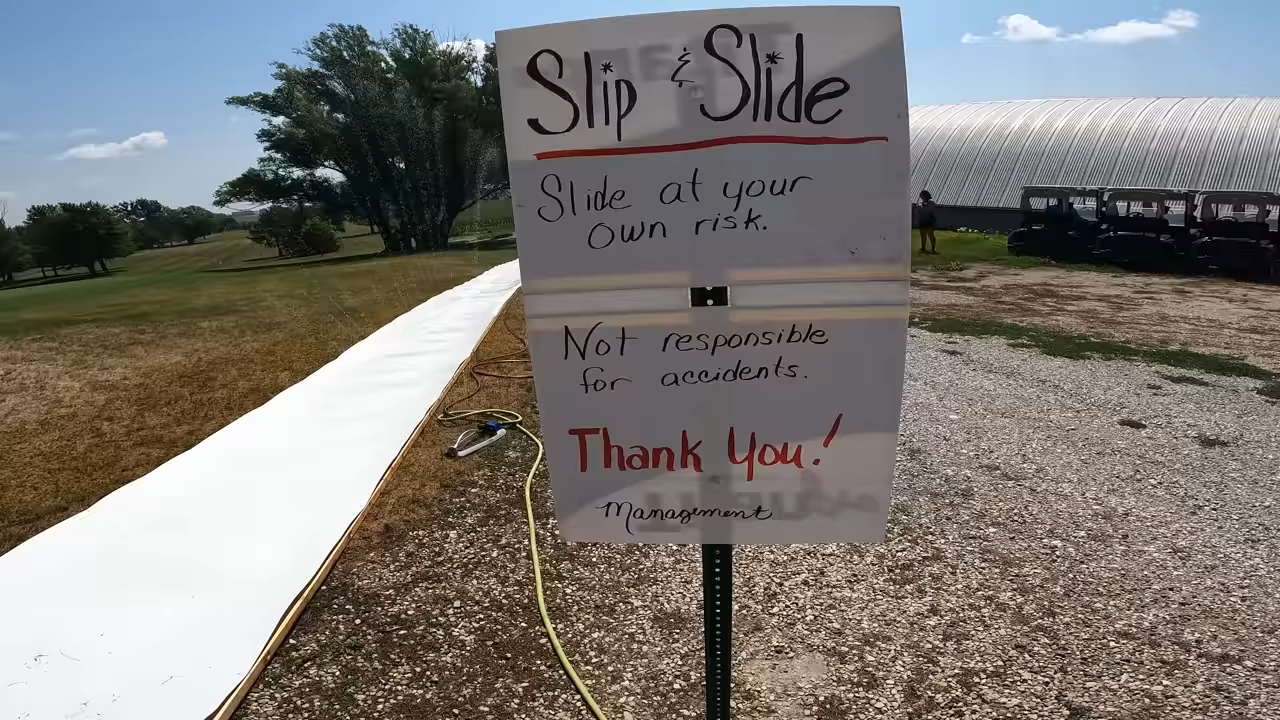 Slip & Slide
Slide at your
own risk.
Not responsible
for accidents.
Thank You!
Management